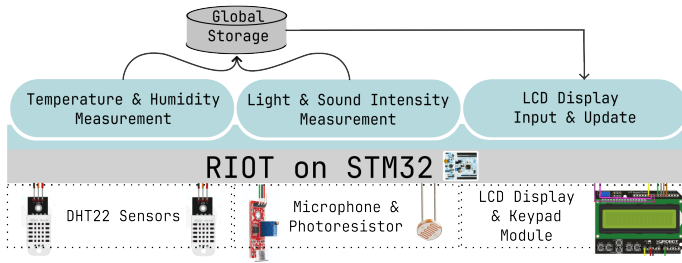 Global
Storage
Temperature & Humidity
Measurement
Light & Sound Intensity
Measurement
LCD Display
Input & Update
RIOT on STM32
DHT22 Sensors
Microphone &
Photoresistor
LCD Display
& Keypad
Module